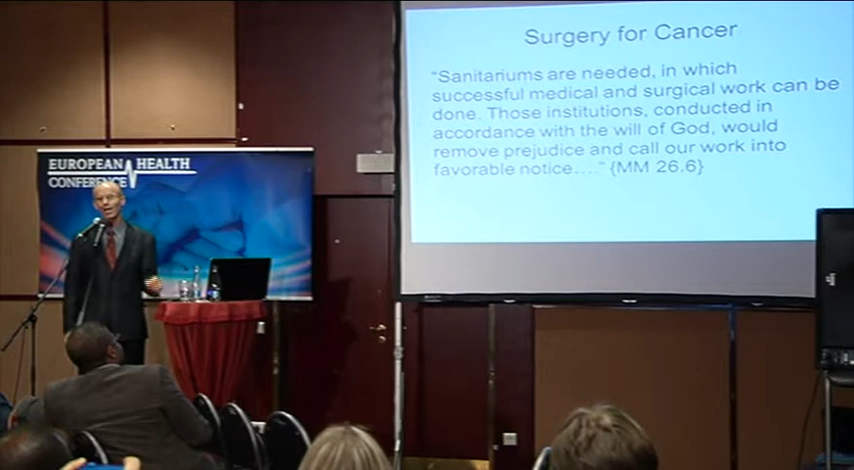 EUROPEAN HEALTH
CONFERENCE
Surgery for Cancer
"Sanitariums are needed, in which
successful medical and surgical work can be
done. Those institutions, conducted in
accordance with the will of God, would
remove prejudice and call our work into
favorable notice…." {MM 26.6}